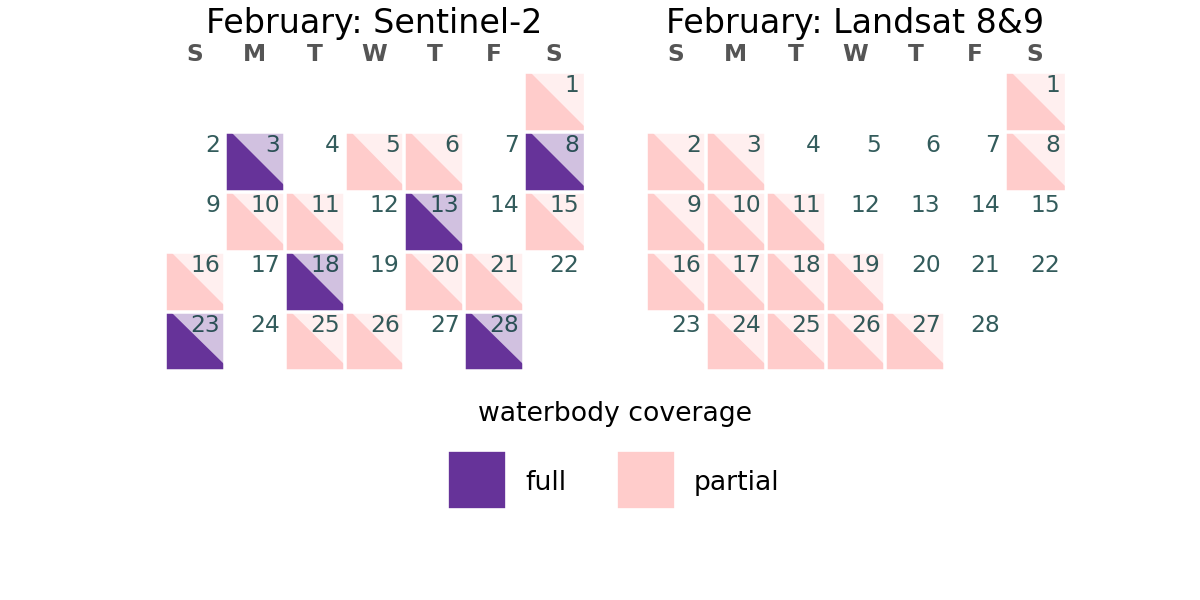 February: Sentinel-2
S M T W T F S
1
2 3 4 5 6 7 8
9 10 11 12 13 14 15
16 17 18 19 20 21 22
23 24 25 26 27 28
February: Landsat 8&9
S M T W T F S
1
2 3 4 5 6 7 8
9 10 11 12 13 14 15
16 17 18 19 20 21 22
23 24 25 26 27 28
waterbody coverage
full partial